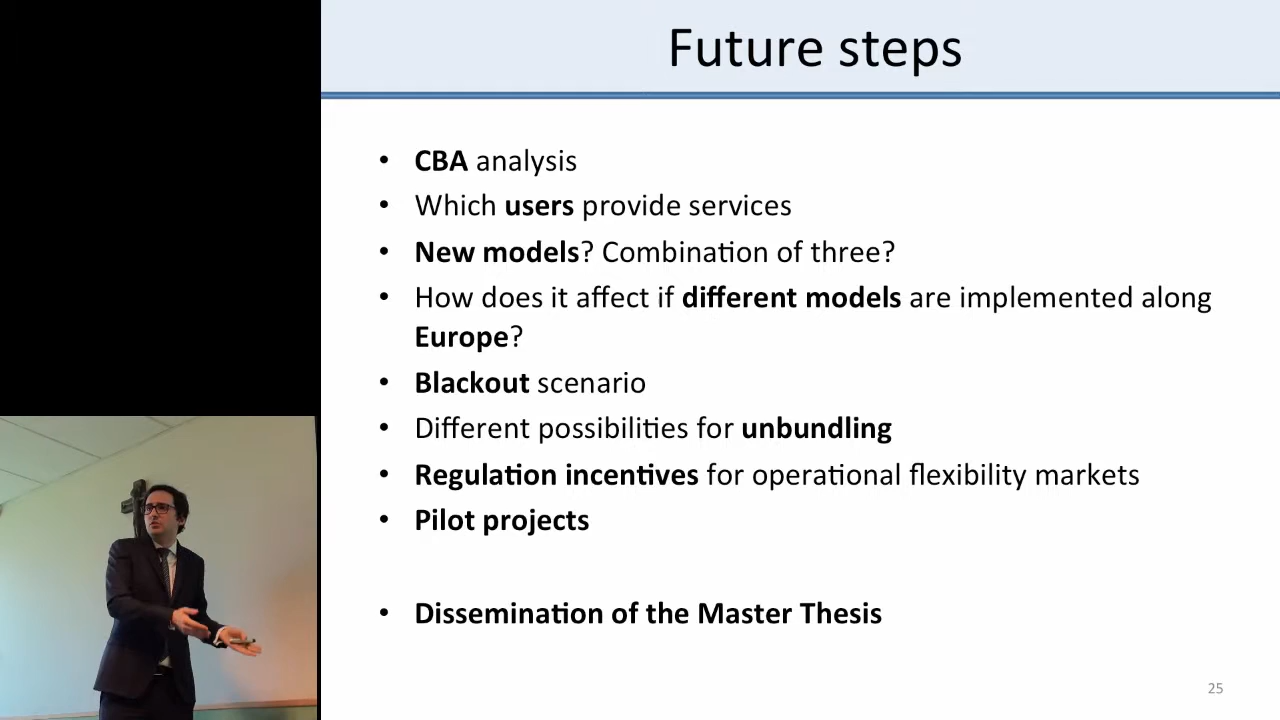 Future steps
• CBA analysis
• Which users provide services
• New models? Combination of three?
• How does it affect if different models are implemented along
Europe?
• Blackout scenario
• Different possibilities for unbundling
• Regulation incentives for operational flexibility markets
• Pilot projects
• Dissemination of the Master Thesis
25